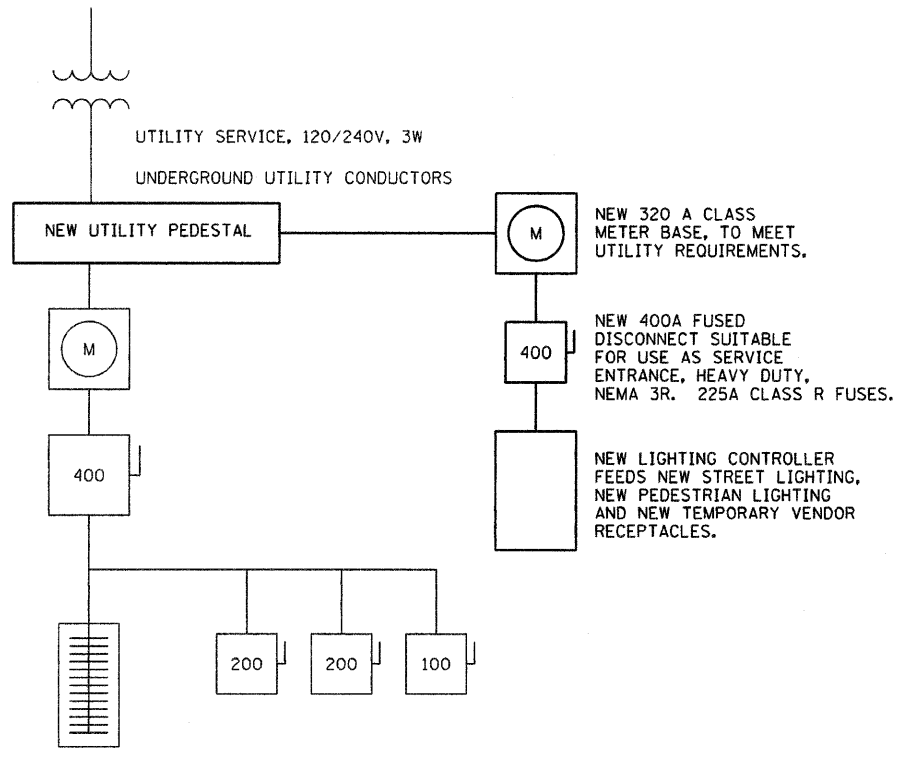 UTILITY SERVICE, 120/240V, 3W
UNDERGROUND UTILITY CONDUCTORS
NEW UTILITY PEDESTAL
M
NEW 320 A CLASS
METER BASE, TO MEET
UTILITY REQUIREMENTS.
M
400
NEW 400A FUSED
DISCONNECT SUITABLE
FOR USE AS SERVICE
ENTRANCE, HEAVY DUTY,
NEMA 3R. 225A CLASS R FUSES.
400
NEW LIGHTING CONTROLLER
FEEDS NEW STREET LIGHTING,
NEW PEDESTRIAN LIGHTING
AND NEW TEMPORARY VENDOR
RECEPTACLES.
200
200
100